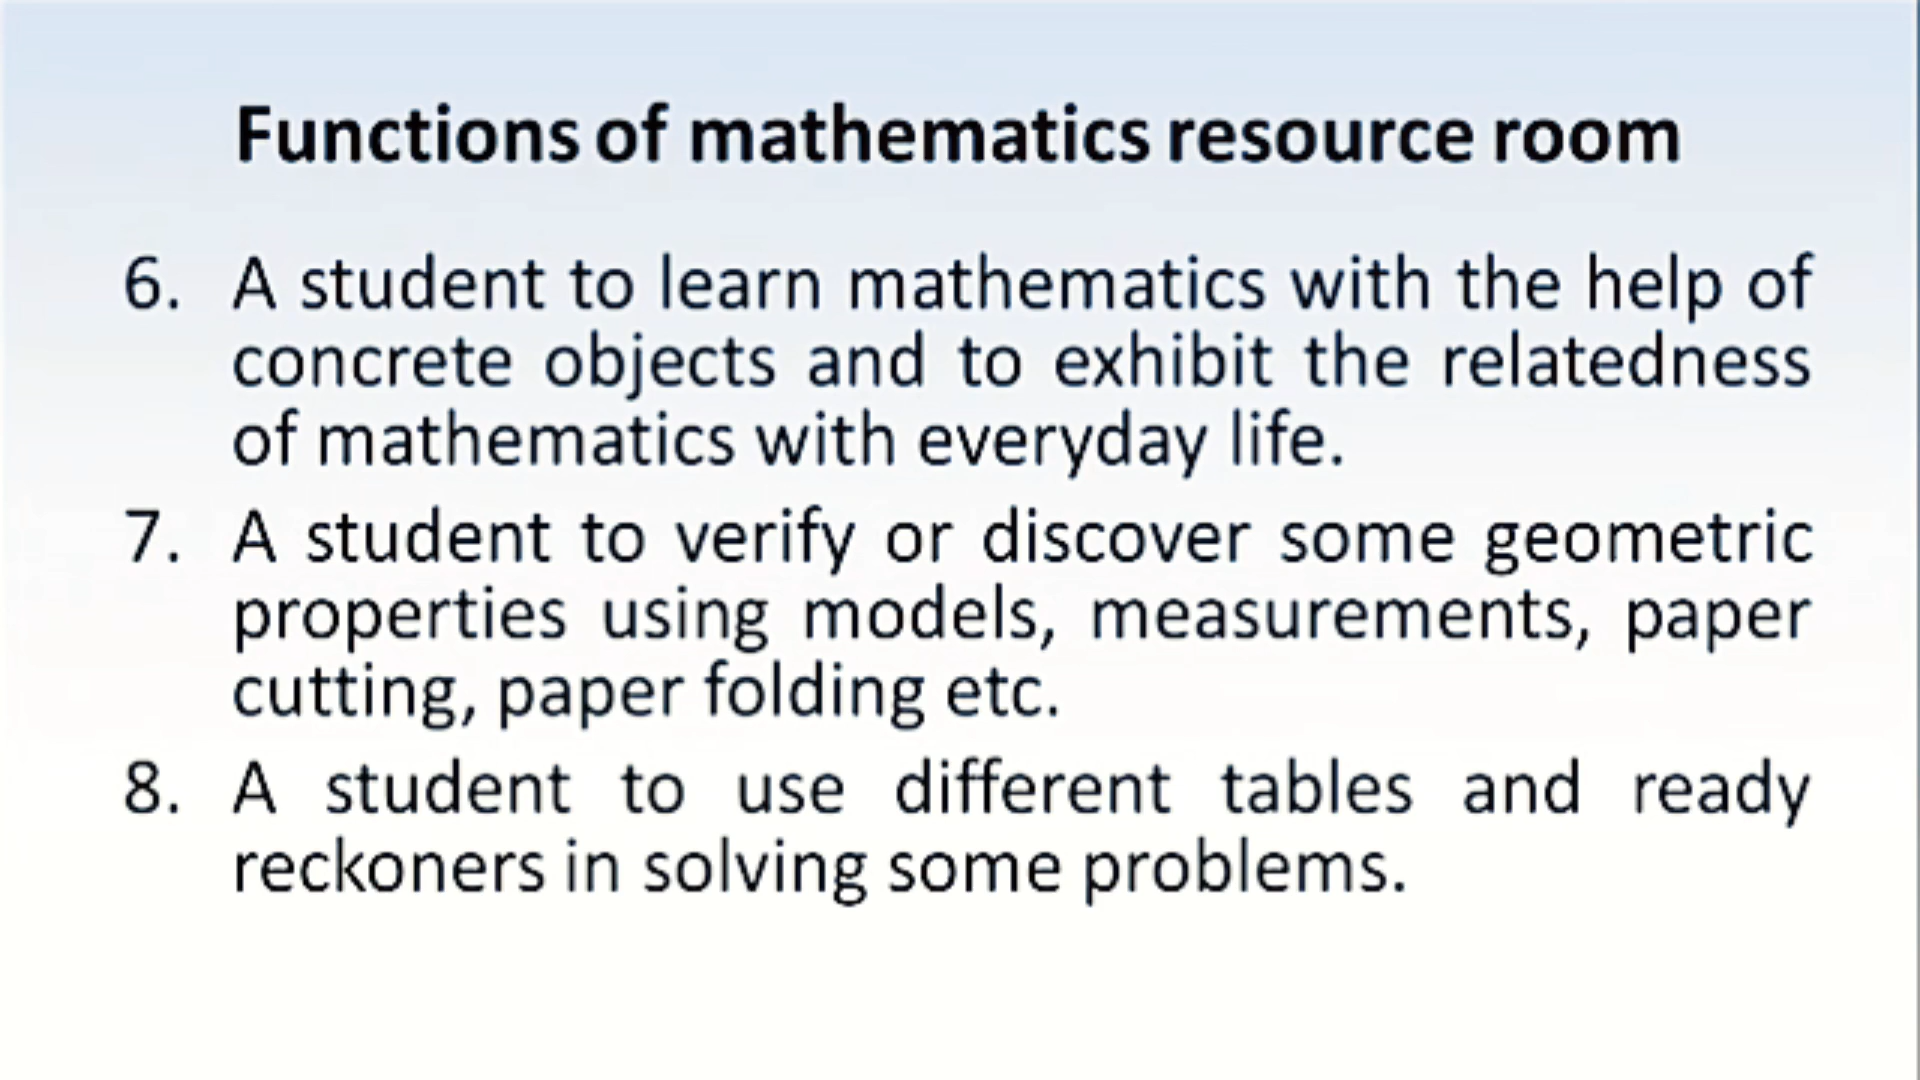 Functions of mathematics resource room
6. A student to learn mathematics with the help of
concrete objects and to exhibit the relatedness
of mathematics with everyday life.
7. A student to verify or discover some geometric
properties using models, measurements, paper
cutting, paper folding etc.
8. A student to use different tables and ready
reckoners in solving some problems.